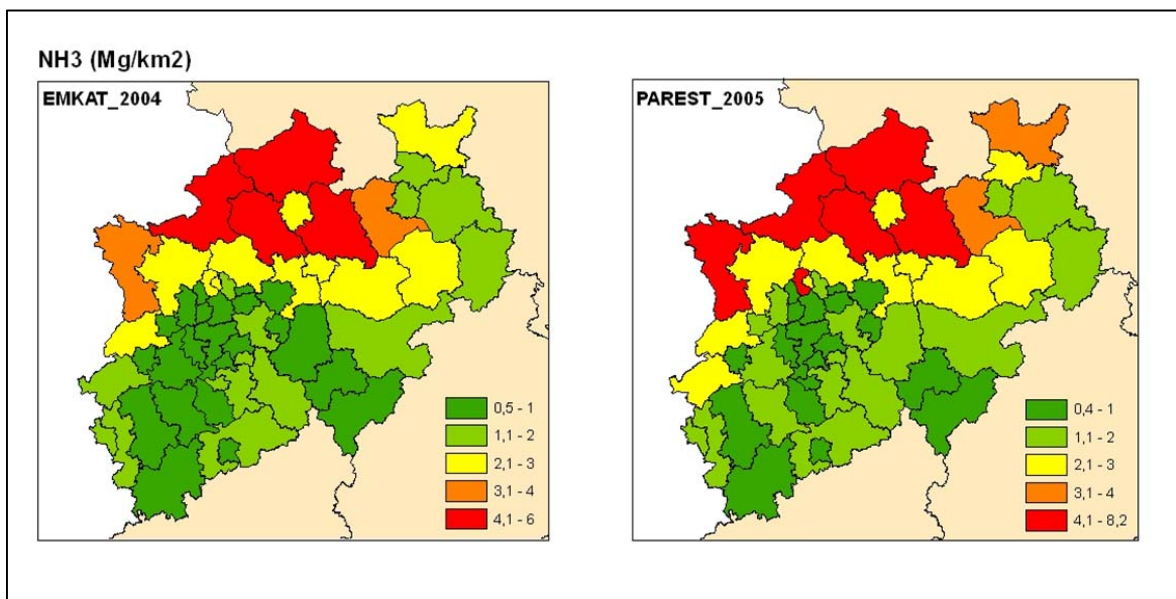 NH3 (Mg/km2)
EMKAT_2004
0,5 - 1
1,1 - 2
2,1 - 3
3,1 - 4
4,1 - 6
PAREST_2005
0,4 - 1
1,1 - 2
2,1 - 3
3,1 - 4
4,1 - 8,2